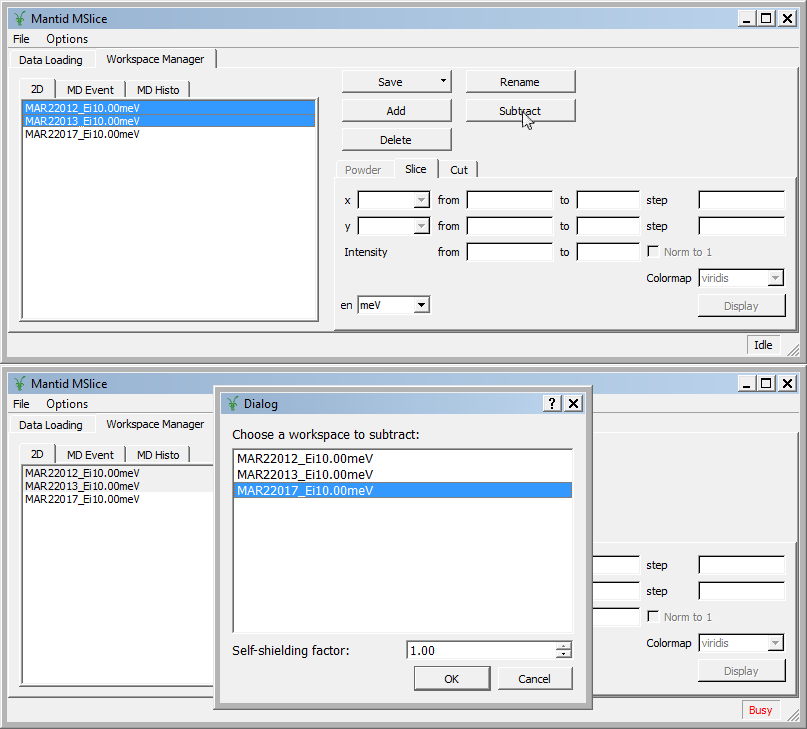 Mantid MSlice
File Options
Data Loading Workspace Manager
2D MD Event MD Histo
MAR22012_Ei10.00meV
MAR22013_Ei10.00meV
MAR22017_Ei10.00meV
Save Rename
Add Subtract
Delete
Powder Slice Cut
x from to step
y from to step
Intensity from to Norm to 1
Colormap viridis
en meV Display
Idle
Mantid MSlice
File Options
Data Loading Workspace Manager
2D MD Event MD Histo
MAR22012_Ei10.00meV
MAR22013_Ei10.00meV
MAR22017_Ei10.00meV
Dialog ?
Choose a workspace to subtract:
MAR22012_Ei10.00meV
MAR22013_Ei10.00meV
MAR22017_Ei10.00meV
Self-shielding factor: 1.00
OK Cancel
step
step
Norm to 1
Colormap viridis
Display
Busy